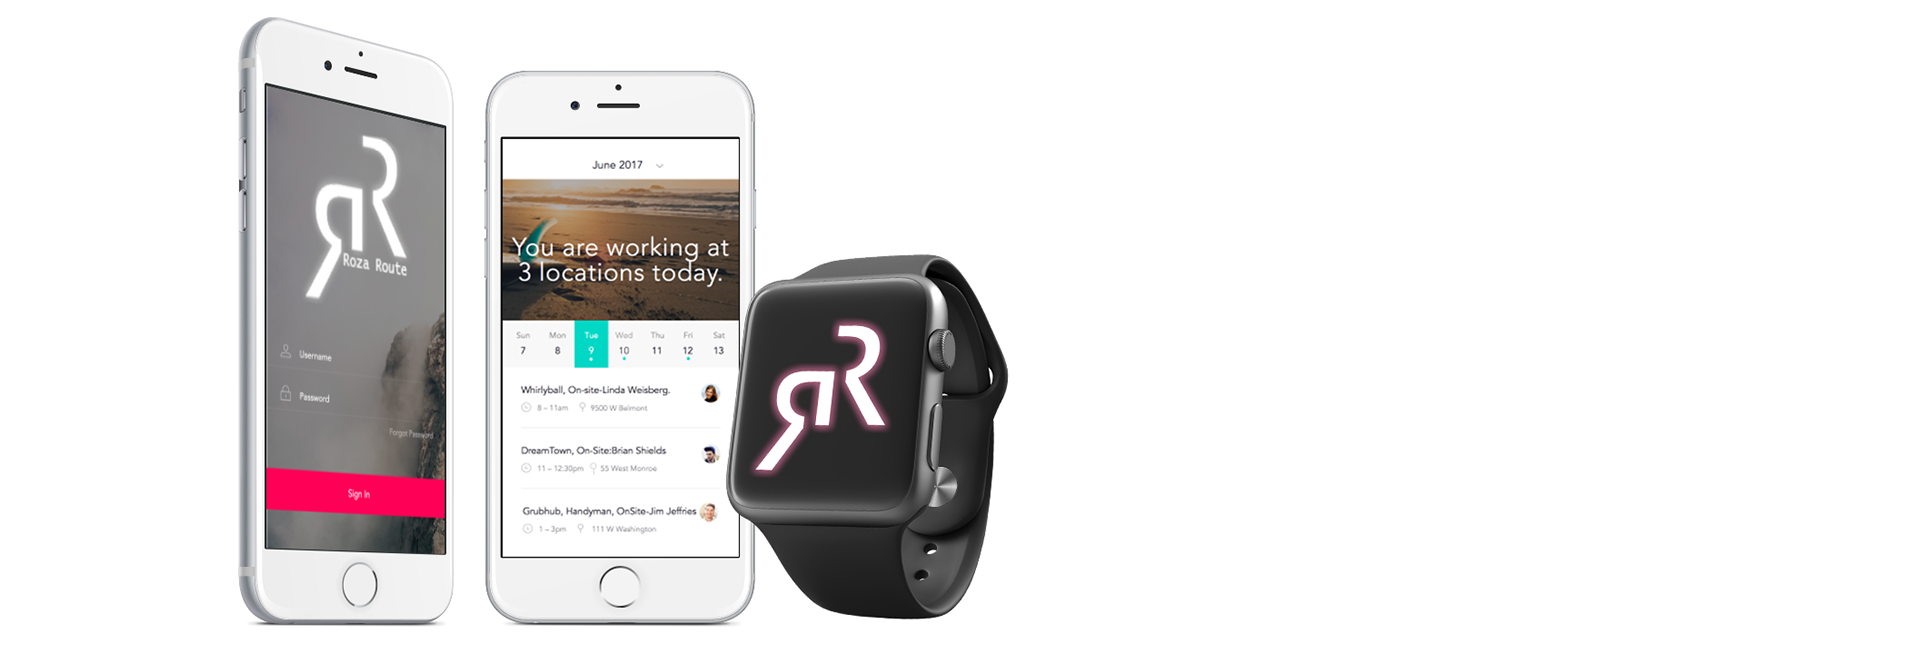 RR
Roza Route
Username
Password
Forgot Password
Sign In
June 2017
You are working at
3 locations today.
Sun Mon Tue Wed Thu Fri Sat
7 8 9 10 11 12 13
Whirlyball, On-site-Linda Weisberg.
8 – 11am 9500 W Belmont
DreamTown, On-Site:Brian Shields
11 – 12:30pm 55 West Monroe
Grubhub, Handyman, OnSite-Jim Jeffries
1 – 3pm 111 W Washington
RR